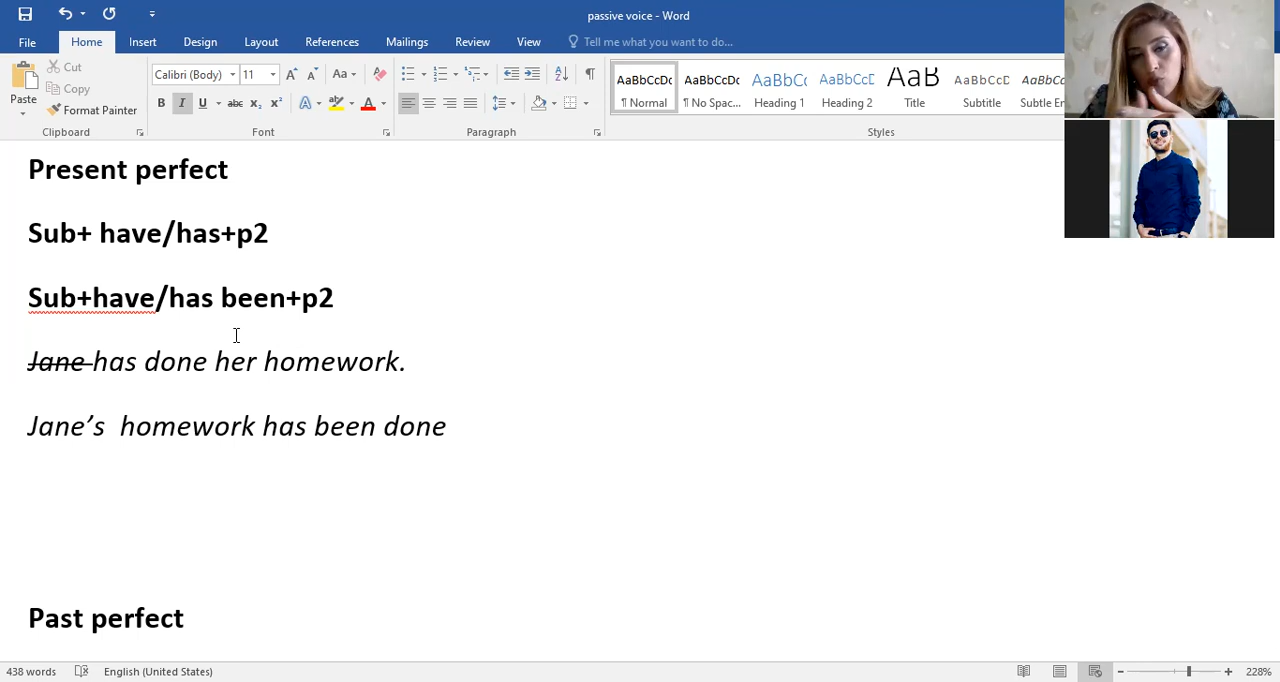 passive voice - Word
File Home Insert Design Layout References Mailings Review View Tell me what you want to do...
Paste Cut Copy Format Painter
Calibri (Body) 11 Aa
B I U abc x₂ x² A A
AaBbCcDc AaBbCcDc AaBbCc AaBbCcD AaB AaBbCcD AaBbCc
¶ Normal ¶ No Spac... Heading 1 Heading 2 Title Subtitle Subtle Em
Clipboard Font Paragraph Styles
Present perfect
Sub+ have/has+p2
Sub+have/has been+p2
Jane has done her homework.
Jane’s homework has been done
Past perfect
438 words English (United States) 228%